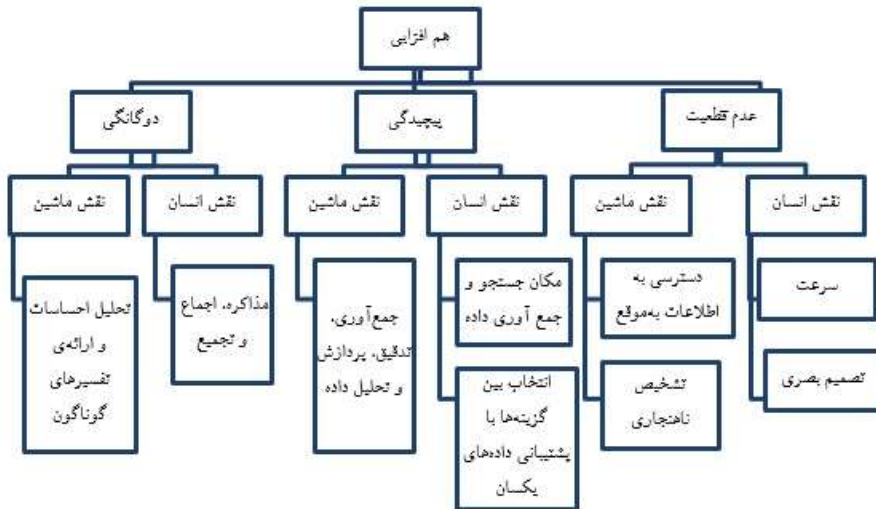 هم افزایی
عدم قطعیت
پیچیدگی
دوگانگی
نقش انسان
نقش ماشین
نقش انسان
نقش ماشین
نقش انسان
نقش ماشین
سرعت
تصمیم بصری
دسترسی به
اطلاعات به‌موقع
تشخیص
ناهنجاری
مکان جستجو و
جمع آوری داده
انتخاب بین
گزینه‌ها با
پشتیبانی داده‌های
یکسان
جمع‌آوری،
تدقیق، پردازش
و تحلیل داده
مذاکره، اجماع
و تجمیع
تحلیل احساسات
و ارائه‌ی
تفسیرهای
گوناگون